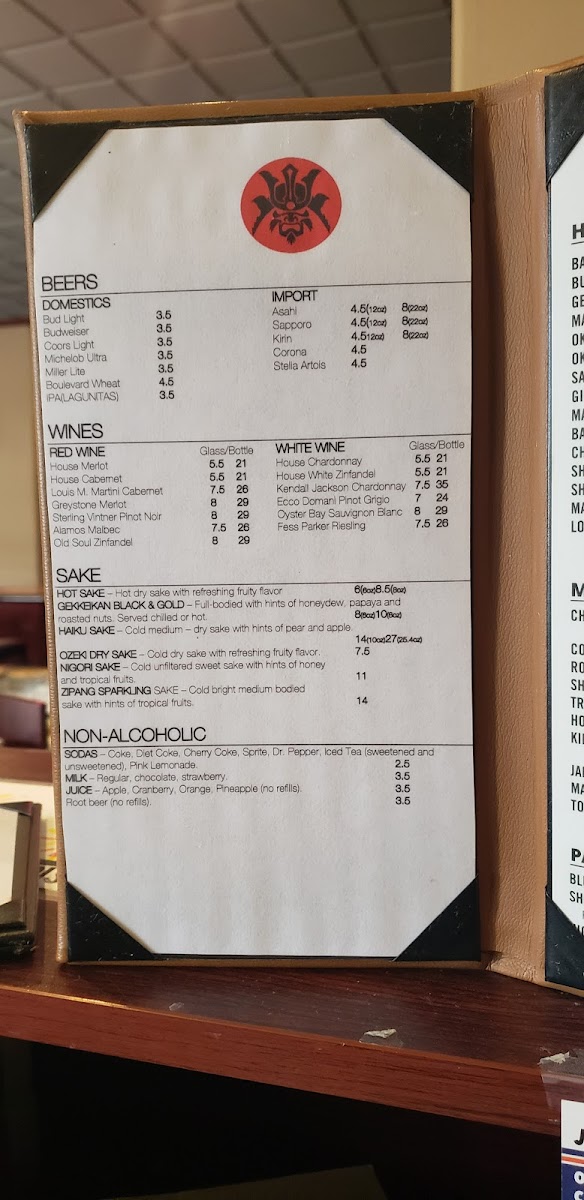 BEERS
DOMESTICS
Bud Light 3.5
Budweiser 3.5
Coors Light 3.5
Michelob Ultra 3.5
Miller Lite 3.5
Boulevard Wheat 4.5
IPA(LAGUNITAS) 3.5
IMPORT
Asahi 4.5(12oz) 8(22oz)
Sapporo 4.5(12oz) 8(22oz)
Kirin 4.512oz) 8(22oz)
Corona 4.5
Stella Artois 4.5
WINES
RED WINE Glass/Bottle
House Merlot 5.5 21
House Cabernet 5.5 21
Louis M. Martini Cabernet 7.5 26
Greystone Merlot 8 29
Sterling Vintner Pinot Noir 8 29
Alamos Malbec 7.5 26
Old Soul Zinfandel 8 29
WHITE WINE Glass/Bottle
House Chardonnay 5.5 21
House White Zinfandel 5.5 21
Kendall Jackson Chardonnay 7.5 35
Ecco Domani Pinot Grigio 7 24
Oyster Bay Sauvignon Blanc 8 29
Fess Parker Riesling 7.5 26
SAKE
HOT SAKE – Hot dry sake with refreshing fruity flavor 6(6oz)8.5(8oz)
GEKKEIKAN BLACK & GOLD – Full-bodied with hints of honeydew, papaya and
roasted nuts. Served chilled or hot. 8(6oz)10(8oz)
HAIKU SAKE – Cold medium – dry sake with hints of pear and apple.
14(10oz)27(25.4oz)
OZEKI DRY SAKE – Cold dry sake with refreshing fruity flavor. 7.5
NIGORI SAKE – Cold unfiltered sweet sake with hints of honey
and tropical fruits. 11
ZIPANG SPARKLING SAKE – Cold bright medium bodied
sake with hints of tropical fruits. 14
NON-ALCOHOLIC
SODAS – Coke, Diet Coke, Cherry Coke, Sprite, Dr. Pepper, Iced Tea (sweetened and
unsweetened), Pink Lemonade. 2.5
MILK – Regular, chocolate, strawberry. 3.5
JUICE – Apple, Cranberry, Orange, Pineapple (no refills). 3.5
Root beer (no refills). 3.5